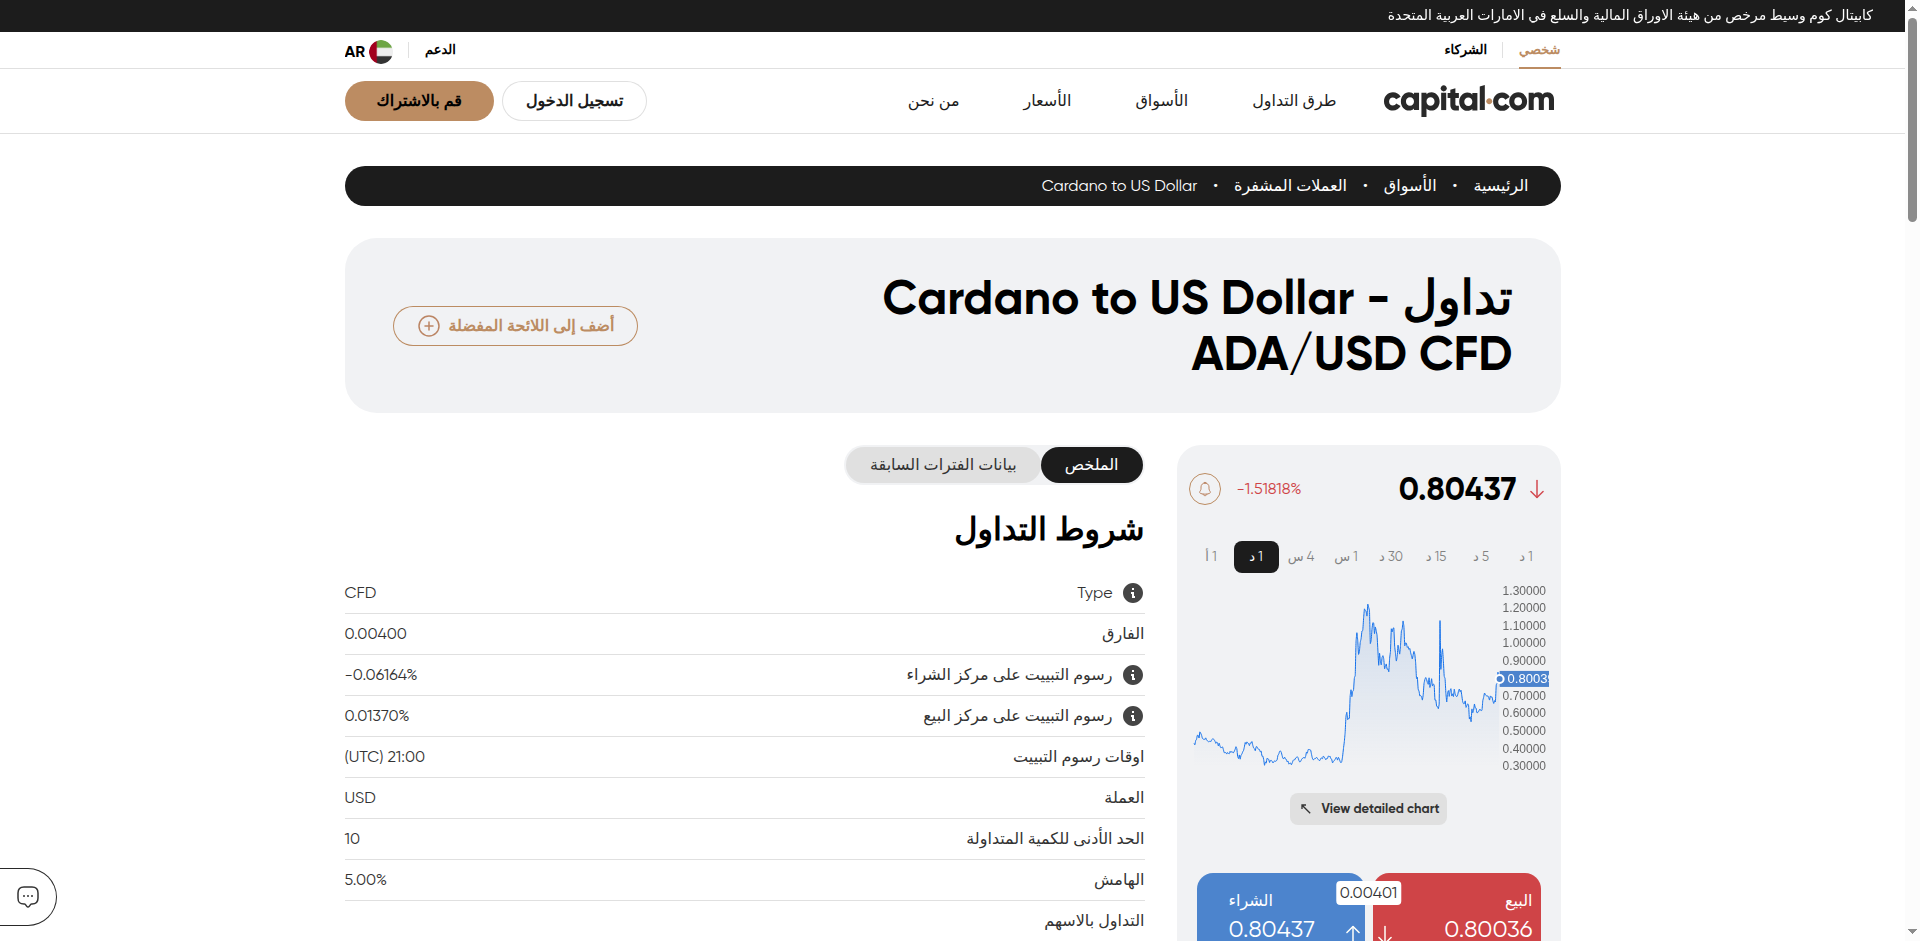 كابيتال كوم وسيط مرخص من هيئة الاوراق المالية والسلع في الامارات العربية المتحدة
شخصي
الشركاء
الدعم
AR
capital.com
طرق التداول
الأسواق
الأسعار
من نحن
تسجيل الدخول
قم بالاشتراك
الرئيسية • الأسواق • العملات المشفرة • Cardano to US Dollar
تداول - Cardano to US Dollar
ADA/USD CFD
أضف إلى اللائحة المفضلة
0.80437
-1.51818%
1 د
5 د
15 د
30 د
1 س
4 س
1 د
1 أ
1.30000
1.20000
1.10000
1.00000
0.90000
0.8003
0.70000
0.60000
0.50000
0.40000
0.30000
View detailed chart
البيع
0.80036
0.00401
الشراء
0.80437
الملخص
بيانات الفترات السابقة
شروط التداول
Type CFD
الفارق 0.00400
رسوم التبييت على مركز الشراء -0.06164%
رسوم التبييت على مركز البيع 0.01370%
اوقات رسوم التبييت 21:00 (UTC)
العملة USD
الحد الأدنى للكمية المتداولة 10
الهامش 5.00%
التداول بالاسهم